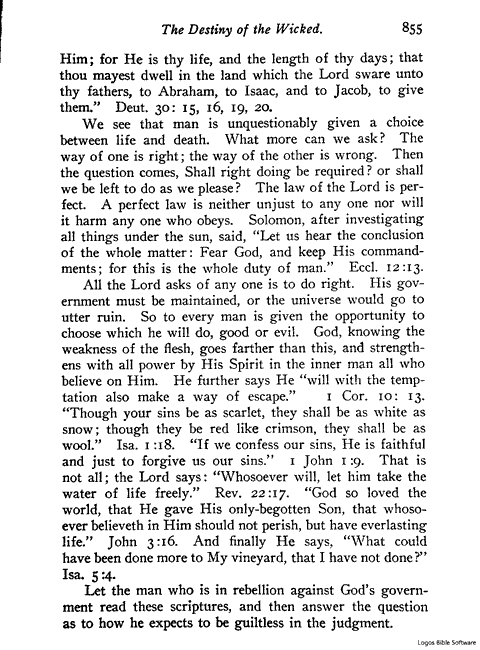 The Destiny of the Wicked. 855
Him; for He is thy life, and the length of thy days; that
thou mayest dwell in the land which the Lord sware unto
thy fathers, to Abraham, to Isaac, and to Jacob, to give
them." Deut. 30: 15, 16, 19, 20.
We see that man is unquestionably given a choice
between life and death. What more can we ask? The
way of one is right; the way of the other is wrong. Then
the question comes, Shall right doing be required? or shall
we be left to do as we please? The law of the Lord is per-
fect. A perfect law is neither unjust to any one nor will
it harm any one who obeys. Solomon, after investigating
all things under the sun, said, "Let us hear the conclusion
of the whole matter: Fear God, and keep His command-
ments; for this is the whole duty of man." Eccl. 12:13.
All the Lord asks of any one is to do right. His gov-
ernment must be maintained, or the universe would go to
utter ruin. So to every man is given the opportunity to
choose which he will do, good or evil. God, knowing the
weakness of the flesh, goes farther than this, and strength-
ens with all power by His Spirit in the inner man all who
believe on Him. He further says He "will with the temp-
tation also make a way of escape." 1 Cor. 10: 13.
"Though your sins be as scarlet, they shall be as white as
snow; though they be red like crimson, they shall be as
wool." Isa. 1:18. "If we confess our sins, He is faithful
and just to forgive us our sins." 1 John 1:9. That is
not all; the Lord says: "Whosoever will, let him take the
water of life freely." Rev. 22:17. "God so loved the
world, that He gave His only-begotten Son, that whoso-
ever believeth in Him should not perish, but have everlasting
life." John 3:16. And finally He says, "What could
have been done more to My vineyard, that I have not done?"
Isa. 5:4.
Let the man who is in rebellion against God's govern-
ment read these scriptures, and then answer the question
as to how he expects to be guiltless in the judgment.
Logos Bible Software